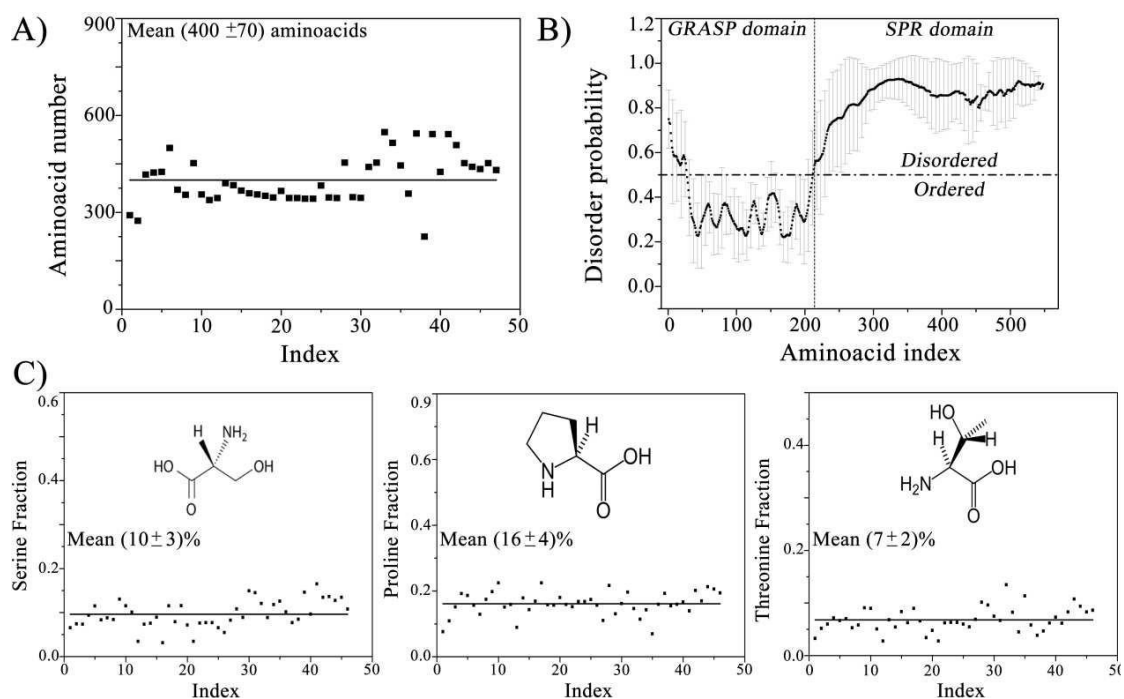 A)
Mean (400 ±70) aminoacids
Aminoacid number
900
600
300
0
0 10 20 30 40 50
Index
B)
GRASP domain SPR domain
Disorder probability
1.2
1.0
0.8
0.6
0.4
0.2
0.0
Disordered
Ordered
0 100 200 300 400 500
Aminoacid index
C)
Serine Fraction
0.6
0.4
0.2
0.0
H NH2
HO OH
O
Mean (10±3)%
0 10 20 30 40 50
Index
Proline Fraction
0.9
0.6
0.4
0.2
0.0
H
N OH
H O
Mean (16±4)%
0 10 20 30 40 50
Index
Threonine Fraction
0.4
0.2
0.0
HO
H H
OH
H2N
O
Mean (7±2)%
0 10 20 30 40 50
Index